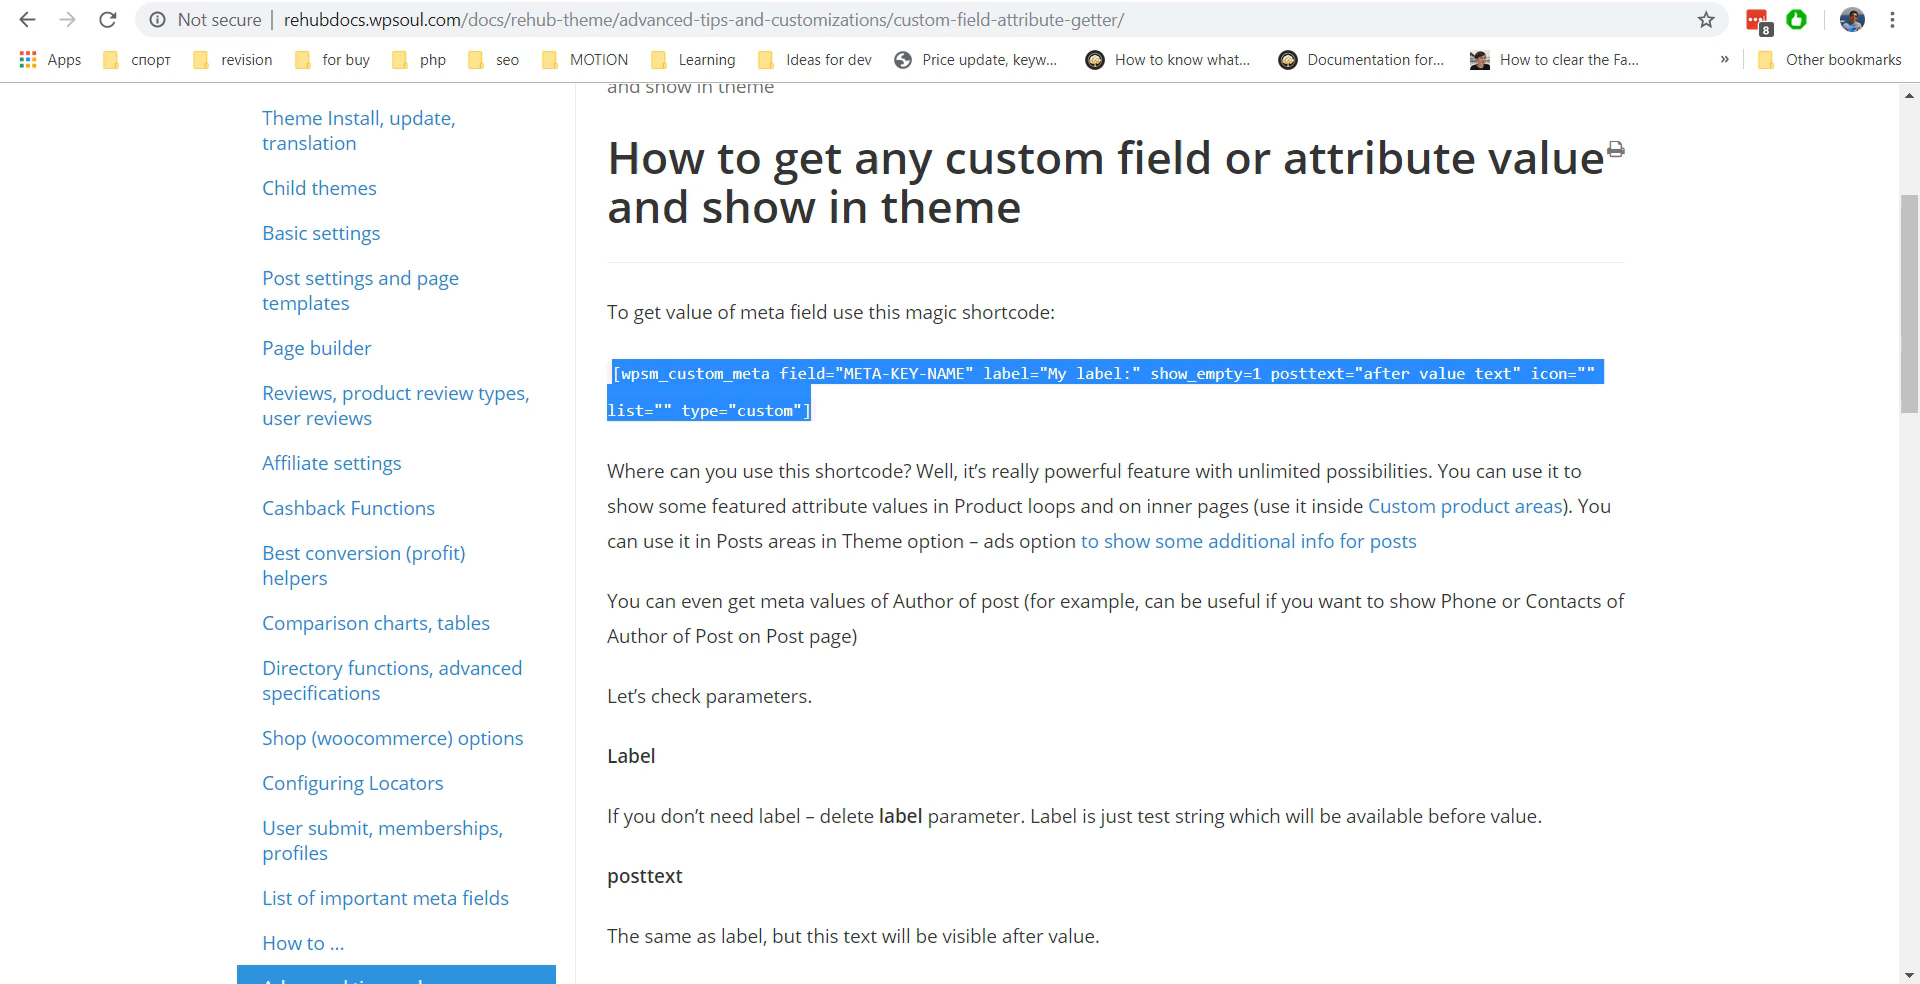 Not secure | rehubdocs.wpsoul.com/docs/rehub-theme/advanced-tips-and-customizations/custom-field-attribute-getter/
8
Apps спорт revision for buy php seo MOTION Learning Ideas for dev Price update, keyw... How to know what... Documentation for... How to clear the Fa... » Other bookmarks
Theme Install, update,
translation
Child themes
Basic settings
Post settings and page
templates
Page builder
Reviews, product review types,
user reviews
Affiliate settings
Cashback Functions
Best conversion (profit)
helpers
Comparison charts, tables
Directory functions, advanced
specifications
Shop (woocommerce) options
Configuring Locators
User submit, memberships,
profiles
List of important meta fields
How to ...
and show in theme
How to get any custom field or attribute value
and show in theme
To get value of meta field use this magic shortcode:
[wpsm_custom_meta field="META-KEY-NAME" label="My label:" show_empty=1 posttext="after value text" icon=""
list="" type="custom"]
Where can you use this shortcode? Well, it’s really powerful feature with unlimited possibilities. You can use it to
show some featured attribute values in Product loops and on inner pages (use it inside Custom product areas). You
can use it in Posts areas in Theme option – ads option to show some additional info for posts
You can even get meta values of Author of post (for example, can be useful if you want to show Phone or Contacts of
Author of Post on Post page)
Let’s check parameters.
Label
If you don’t need label – delete label parameter. Label is just test string which will be available before value.
posttext
The same as label, but this text will be visible after value.